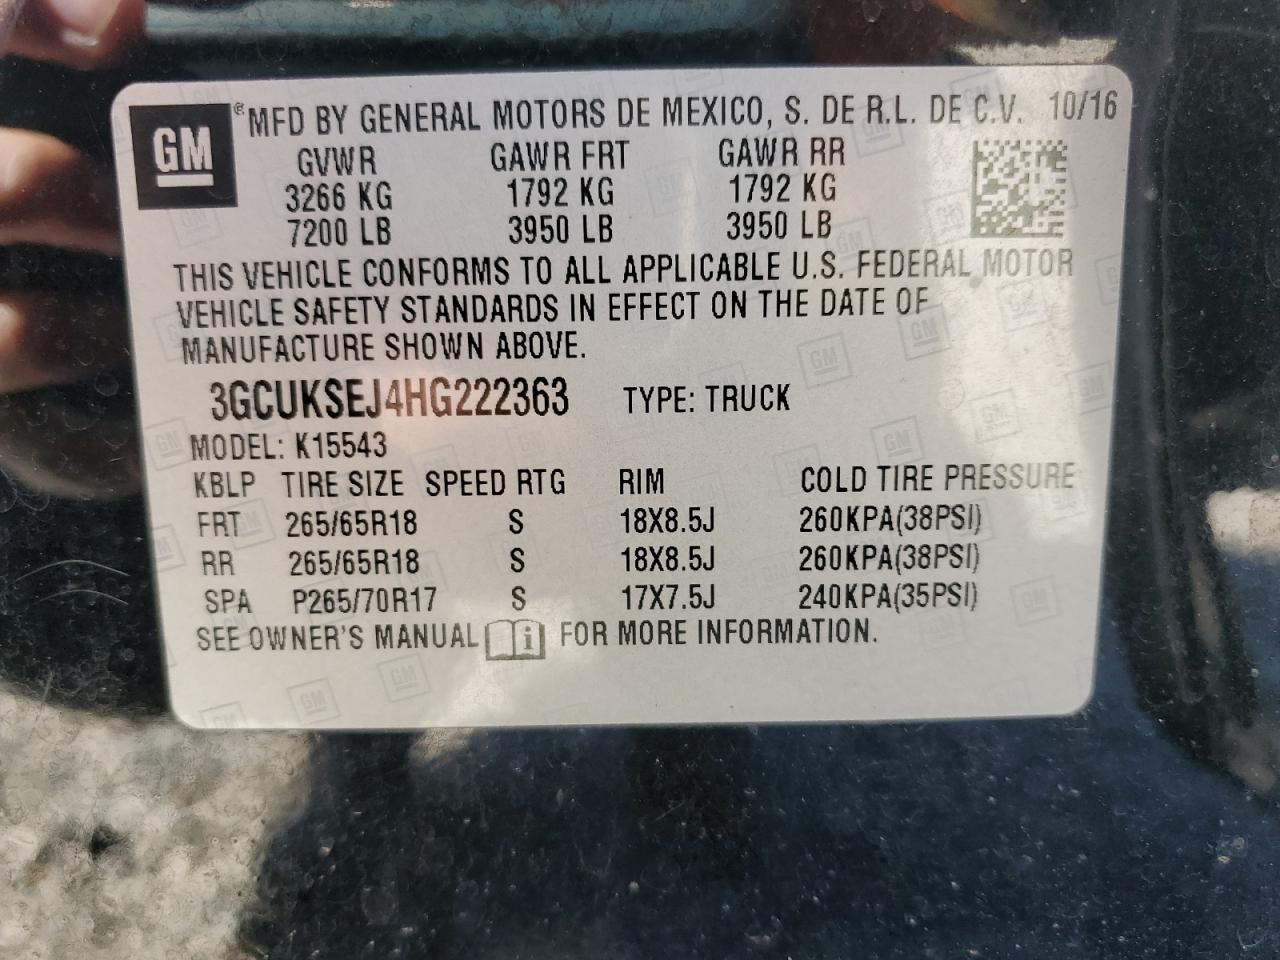 GM ® MFD BY GENERAL MOTORS DE MEXICO, S. DE R.L. DE C.V. 10/16
GVWR GAWR FRT GAWR RR
3266 KG 1792 KG 1792 KG
7200 LB 3950 LB 3950 LB
THIS VEHICLE CONFORMS TO ALL APPLICABLE U.S. FEDERAL MOTOR
VEHICLE SAFETY STANDARDS IN EFFECT ON THE DATE OF
MANUFACTURE SHOWN ABOVE.
3GCUKSEJ4HG222363 TYPE: TRUCK
MODEL: K15543
KBLP TIRE SIZE SPEED RTG RIM COLD TIRE PRESSURE
FRT 265/65R18 S 18X8.5J 260KPA(38PSI)
RR 265/65R18 S 18X8.5J 260KPA(38PSI)
SPA P265/70R17 S 17X7.5J 240KPA(35PSI)
SEE OWNER'S MANUAL i FOR MORE INFORMATION.